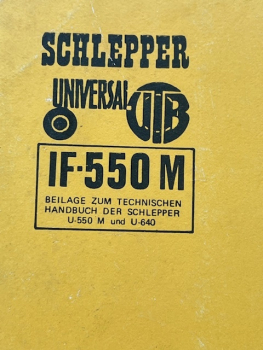 SCHLEPPER
UNIVERSAL UTB
IF-550 M
BEILAGE ZUM TECHNISCHEN
HANDBUCH DER SCHLEPPER
U-550 M und U-640